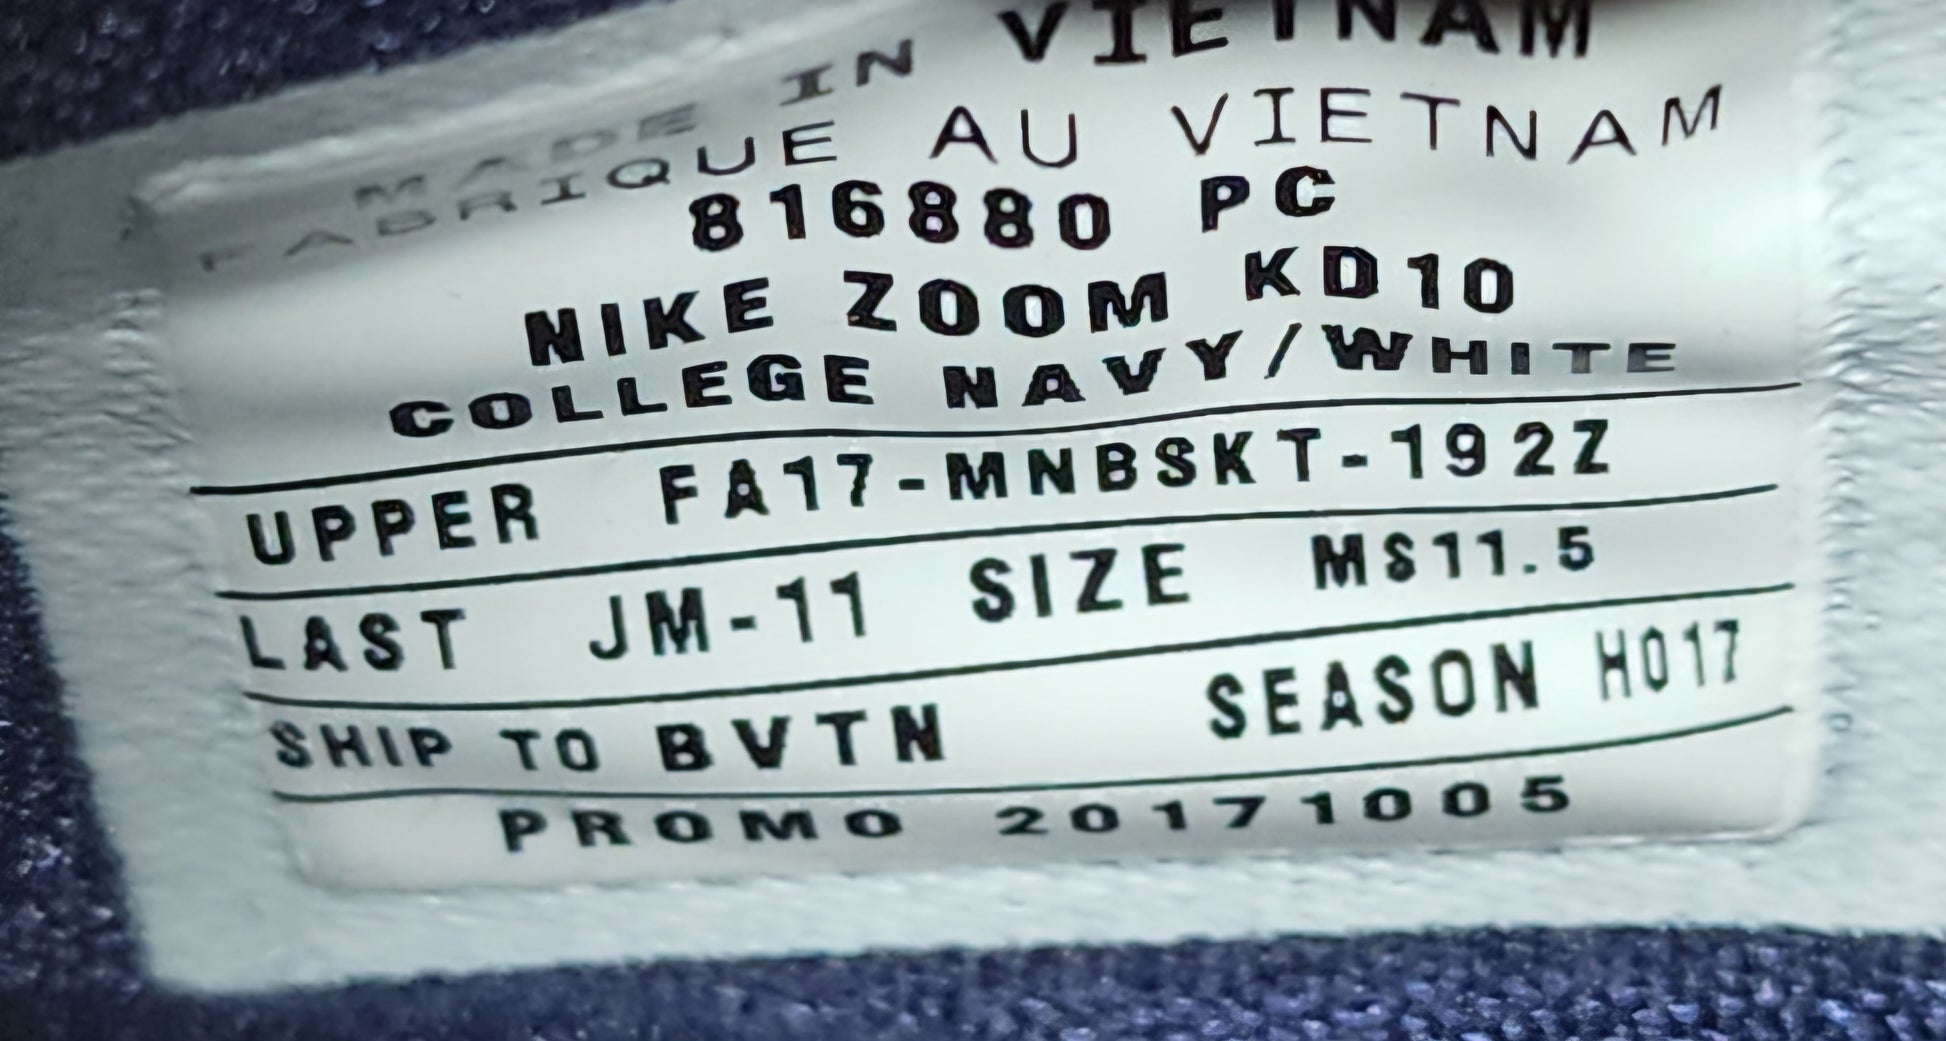 MADE IN VIETNAM
FABRIQUE AU VIETNAM
816880 PC
NIKE ZOOM KD10
COLLEGE NAVY/WHITE
UPPER FA17-MNBSKT-192Z
LAST JM-11 SIZE MS11.5
SHIP TO BVTN SEASON HO17
PROMO 20171005